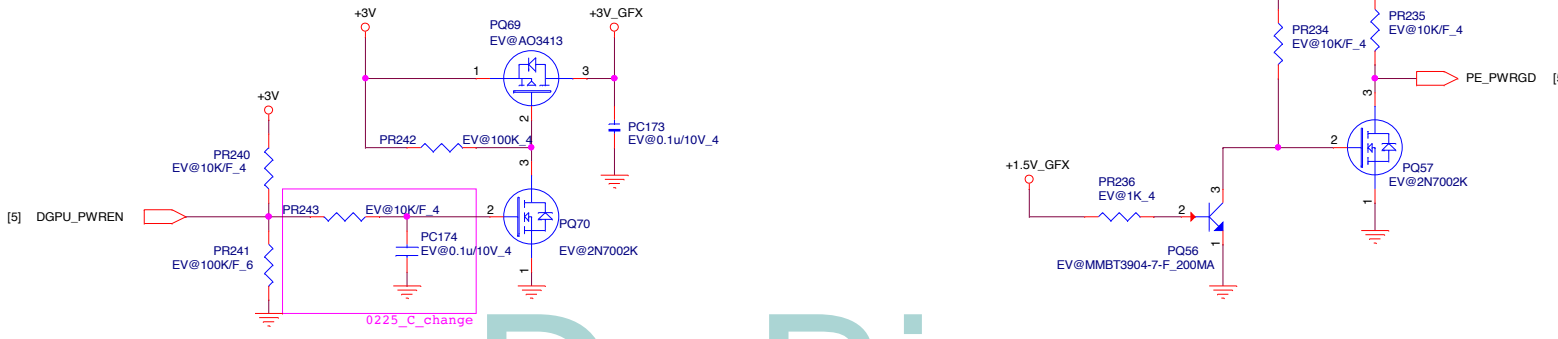 +3V
PQ69
EV@AO3413
+3V_GFX
1
3
2
PR242
EV@100K_4
PC173
EV@0.1u/10V_4
+3V
PR240
EV@10K/F_4
[5] DGPU_PWREN
PR243
EV@10K/F_4
PR241
EV@100K/F_6
PC174
EV@0.1u/10V_4
3
2
1
PQ70
EV@2N7002K
0225_C_change
PR234
EV@10K/F_4
PR235
EV@10K/F_4
PE_PWRGD
3
2
1
PQ57
EV@2N7002K
+1.5V_GFX
PR236
EV@1K_4
3
2
1
PQ56
EV@MMBT3904-7-F_200MA